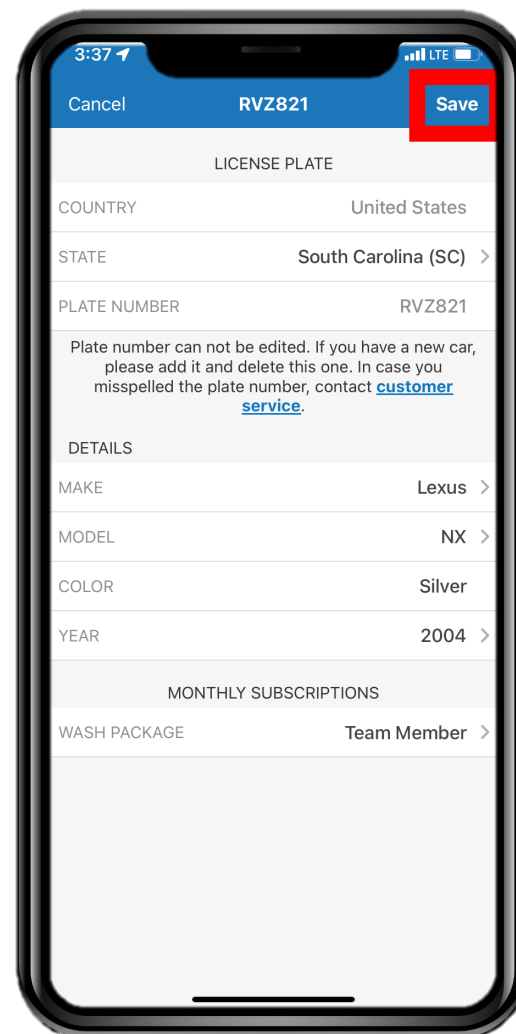 3:37 LTE
Cancel RVZ821 Save
LICENSE PLATE
COUNTRY United States
STATE South Carolina (SC)
PLATE NUMBER RVZ821
Plate number can not be edited. If you have a new car,
please add it and delete this one. In case you
misspelled the plate number, contact customer
service.
DETAILS
MAKE Lexus
MODEL NX
COLOR Silver
YEAR 2004
MONTHLY SUBSCRIPTIONS
WASH PACKAGE Team Member